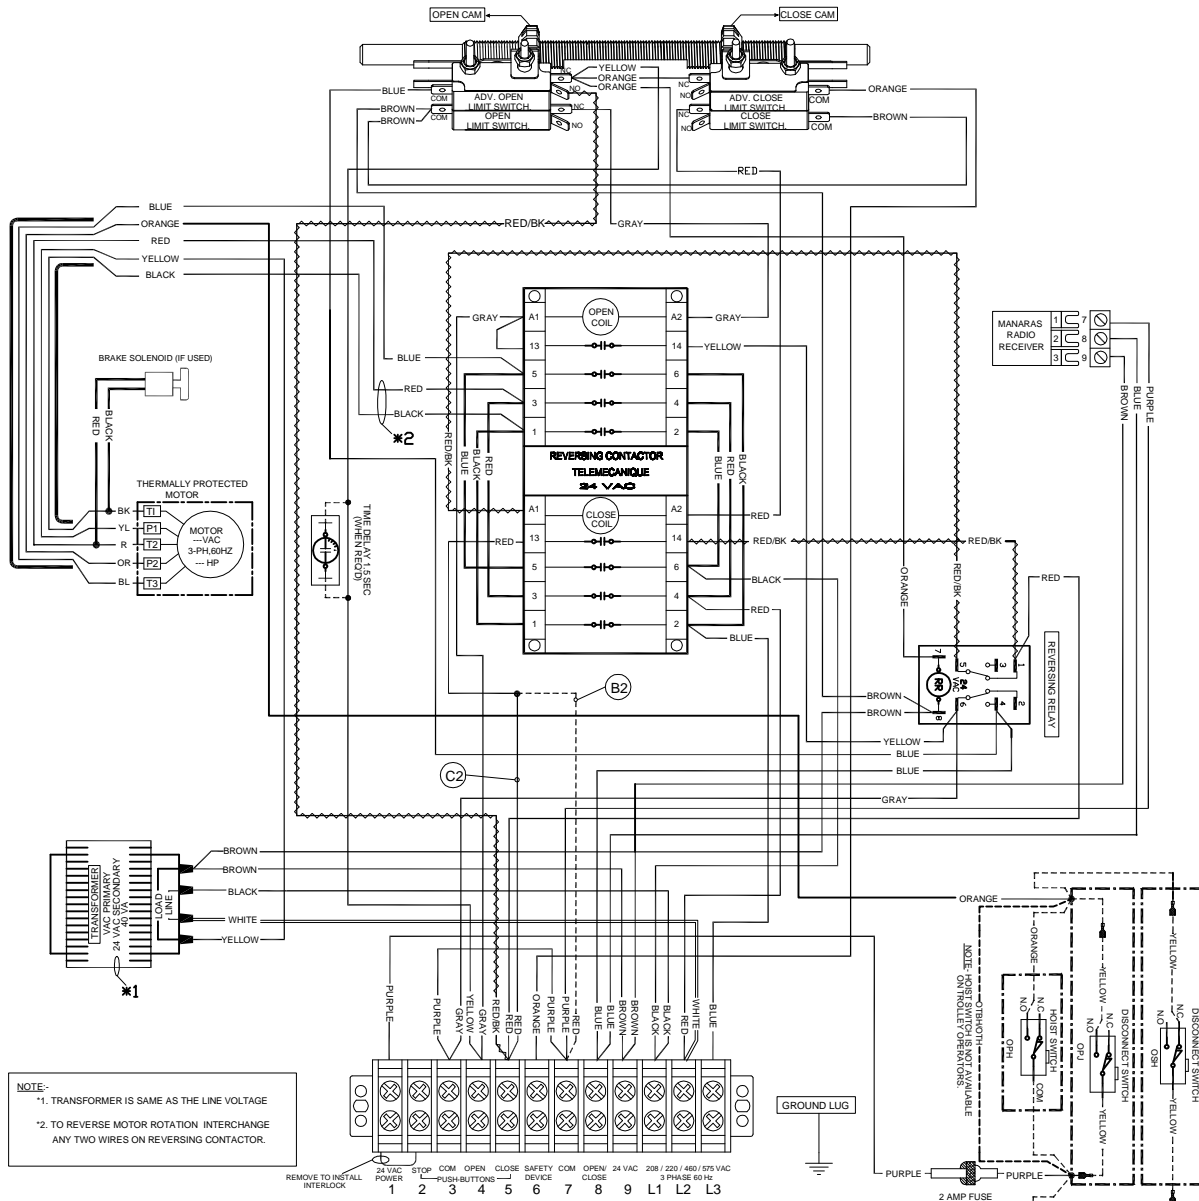 OPEN CAM
CLOSE CAM
NC
YELLOW
ORANGE
ORANGE
NC
NO
NO
BLUE
COM
ADV. OPEN
LIMIT SWITCH.
ADV. CLOSE
LIMIT SWITCH.
COM
ORANGE
BROWN
BROWN
COM
OPEN
LIMIT SWITCH.
NC
NO
NC
NO
CLOSE
LIMIT SWITCH.
COM
BROWN
RED
BLUE
ORANGE
RED
YELLOW
BLACK
RED/BK
GRAY
GRAY
A1
OPEN
COIL
A2
GRAY
13
14
YELLOW
BLUE
5
6
RED
3
4
BLACK
1
2
*2
RED/BK
BLUE
BLACK
RED
BLUE
RED
BLACK
REVERSING CONTACTOR
TELEMECANIQUE
24 VAC
A1
CLOSE
COIL
A2
RED
RED
13
14
RED/BK
RED/BK
5
6
BLACK
3
4
RED
1
2
BLUE
MANARAS
RADIO
RECEIVER
1
7
2
8
3
9
BROWN
BLUE
PURPLE
BRAKE SOLENOID (IF USED)
RED
BLACK
THERMALLY PROTECTED
MOTOR
BK
T1
YL
P1
R
T2
OR
P2
BL
T3
MOTOR
---VAC
3-PH,60HZ
--- HP
TIME DELAY 1.5 SEC
(WHEN REQ'D)
ORANGE
RED/BK
RED
7
5
3
1
RR
24
VAC
8
6
4
2
REVERSING RELAY
BROWN
BROWN
YELLOW
BLUE
BLUE
GRAY
B2
C2
TRANSFORMER
VAC PRIMARY
24 VAC SECONDARY
40 VA
LOAD
LINE
BROWN
BROWN
BLACK
WHITE
YELLOW
*1
PURPLE
PURPLE
GRAY
YELLOW
GRAY
RED/BK
RED
RED
ORANGE
PURPLE
PURPLE
RED
BLUE
BLUE
BROWN
BROWN
BLACK
BLACK
RED
WHITE
BLUE
REMOVE TO INSTALL
INTERLOCK
24 VAC
POWER
STOP
COM
OPEN
CLOSE
PUSH-BUTTONS
SAFETY
DEVICE
COM
OPEN/
CLOSE
24 VAC
208 / 220 / 460 / 575 VAC
3 PHASE 60 Hz
1 2 3 4 5 6 7 8 9 L1 L2 L3
GROUND LUG
ORANGE
NOTE:- HOIST SWITCH IS NOT AVAILABLE
ON TROLLEY OPERATORS.
OTBH/OTH
ORANGE
N.O
N.C
HOIST SWITCH
OPH
COM
YELLOW
N.O
N.C
OPJ
DISCONNECT SWITCH
YELLOW
YELLOW
N.O
N.C
OSH
DISCONNECT SWITCH
YELLOW
PURPLE
PURPLE
2 AMP FUSE
NOTE:-
*1. TRANSFORMER IS SAME AS THE LINE VOLTAGE
*2. TO REVERSE MOTOR ROTATION INTERCHANGE
ANY TWO WIRES ON REVERSING CONTACTOR.